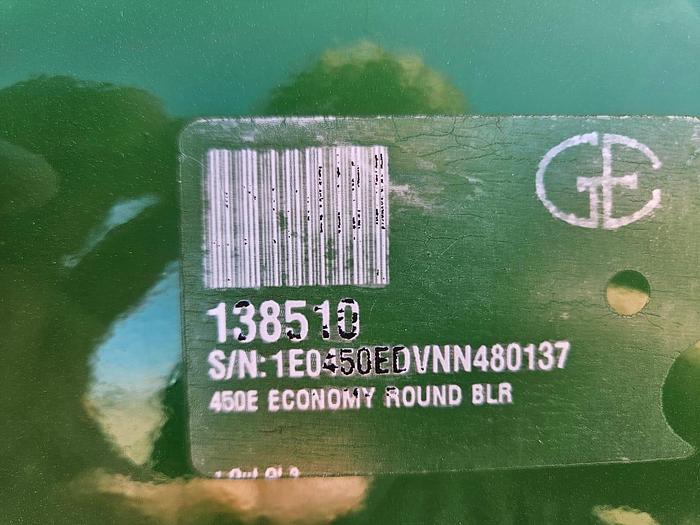 138510
S/N:1E0450EDVNN480137
450E ECONOMY ROUND BLR